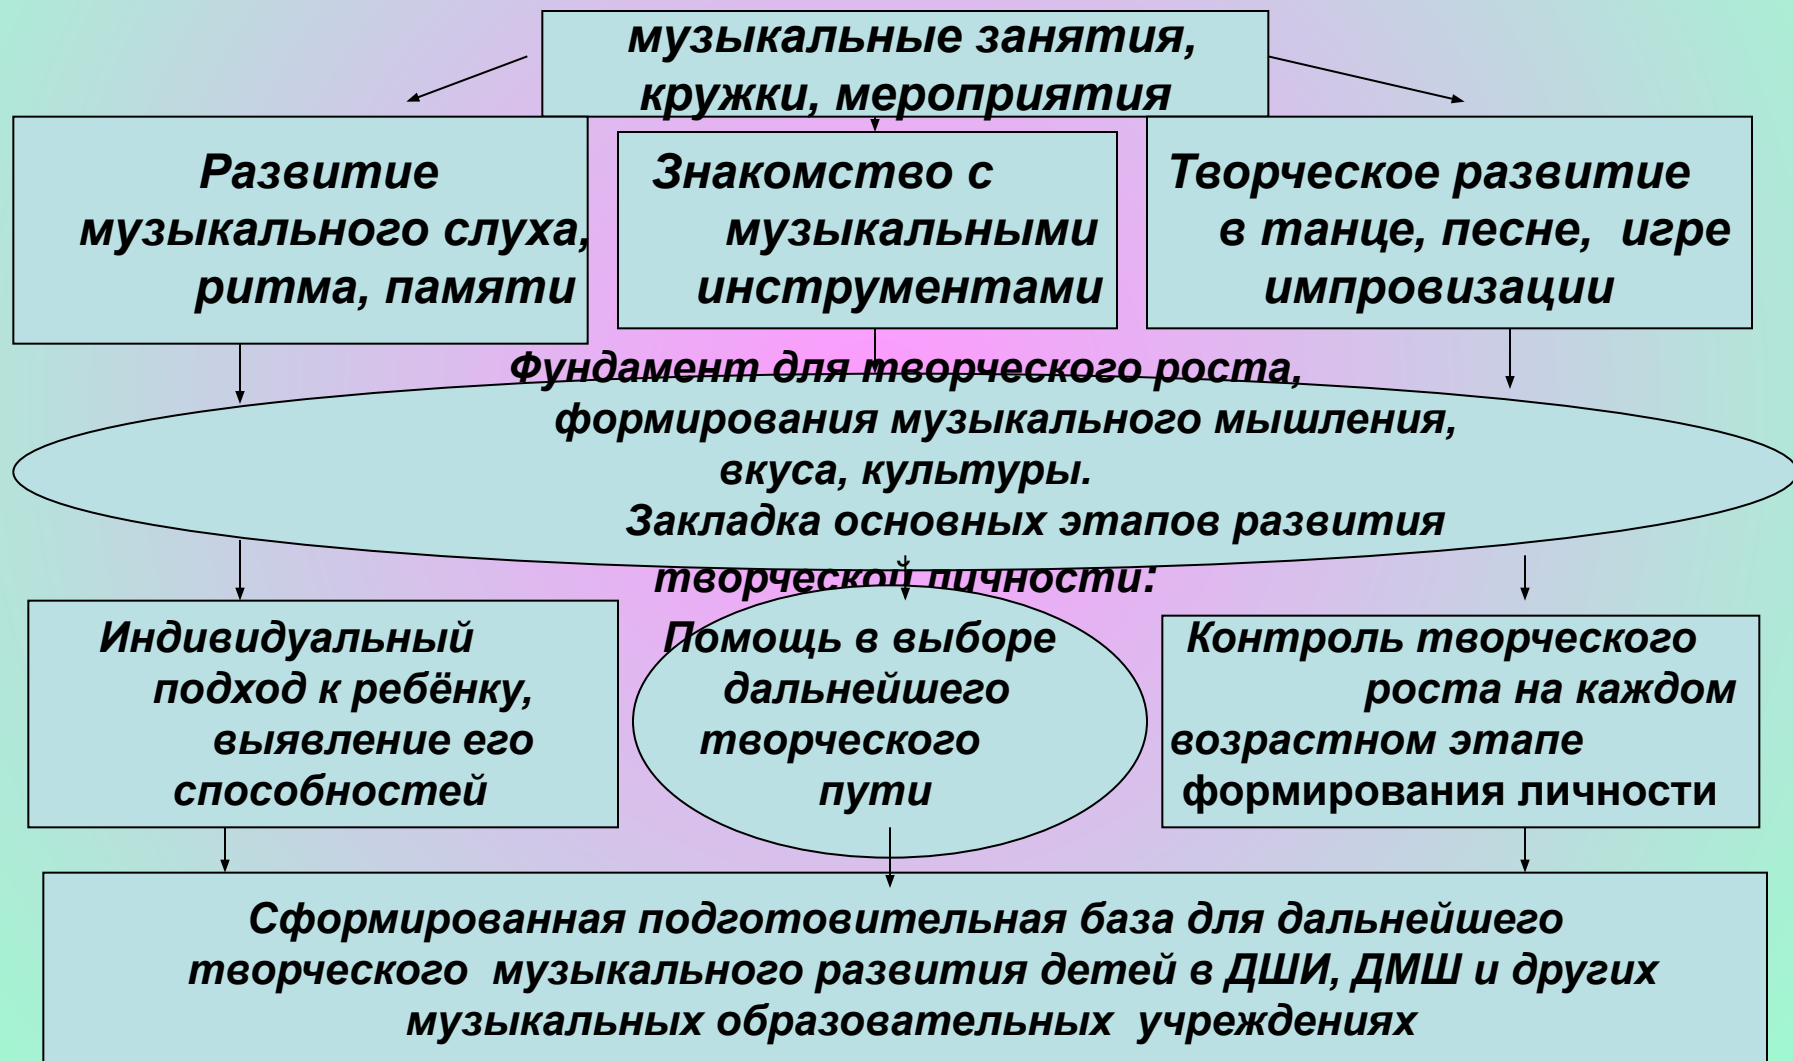 музыкальные занятия,
кружки, мероприятия
Развитие
музыкального слуха,
ритма, памяти
Знакомство с
музыкальными
инструментами
Творческое развитие
в танце, песне, игре
импровизации
Фундамент для творческого роста,
формирования музыкального мышления,
вкуса, культуры.
Закладка основных этапов развития
творческой личности:
Индивидуальный
подход к ребёнку,
выявление его
способностей
Помощь в выборе
дальнейшего
творческого
пути
Контроль творческого
роста на каждом
возрастном этапе
формирования личности
Сформированная подготовительная база для дальнейшего
творческого музыкального развития детей в ДШИ, ДМШ и других
музыкальных образовательных учреждениях